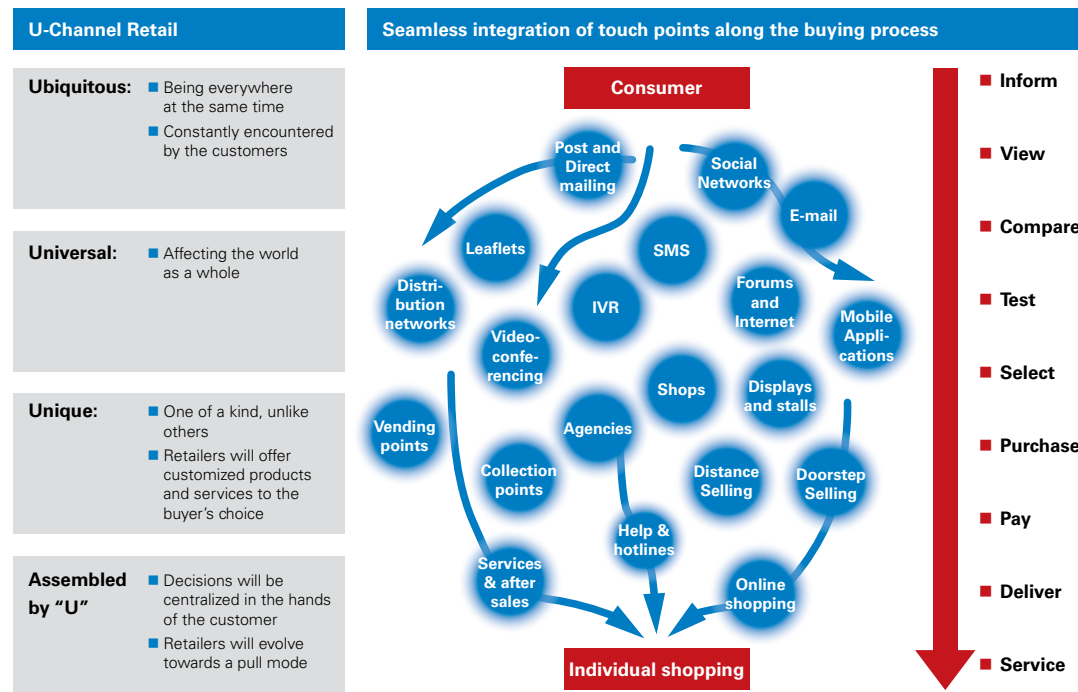 U-Channel Retail
Ubiquitous:
Being everywhere
at the same time
Constantly encountered
by the customers
Universal:
Affecting the world
as a whole
Unique:
One of a kind, unlike
others
Retailers will offer
customized products
and services to the
buyer’s choice
Assembled
by “U”
Decisions will be
centralized in the hands
of the customer
Retailers will evolve
towards a pull mode
Seamless integration of touch points along the buying process
Consumer
Post and
Direct
mailing
Social
Networks
E-mail
Leaflets
SMS
Distri-
bution
networks
IVR
Forums
and
Internet
Mobile
Appli-
cations
Video-
confe-
rencing
Shops
Displays
and stalls
Vending
points
Agencies
Collection
points
Distance
Selling
Doorstep
Selling
Help &
hotlines
Services
& after
sales
Online
shopping
Individual shopping
Inform
View
Compare
Test
Select
Purchase
Pay
Deliver
Service